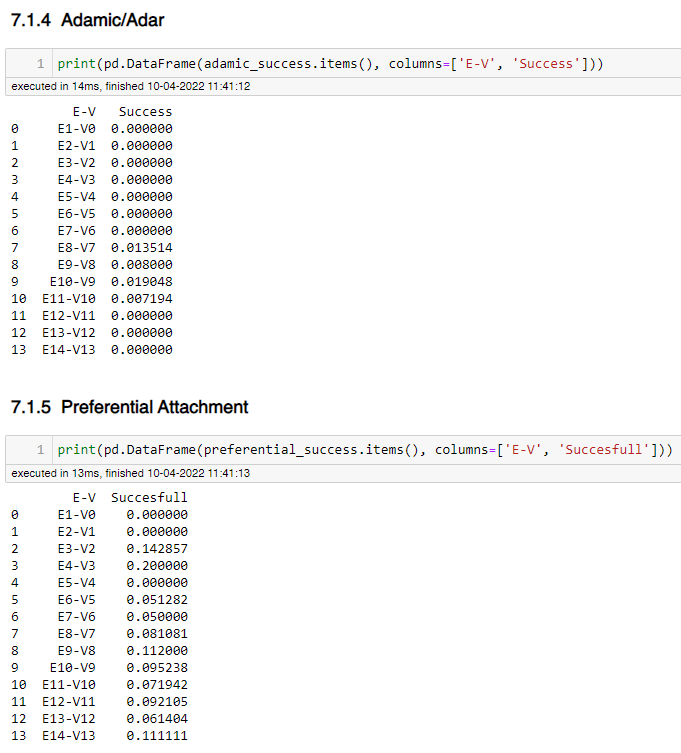 7.1.4 Adamic/Adar
1 print(pd.DataFrame(adamic_success.items(), columns=['E-V', 'Success']))
executed in 14ms, finished 10-04-2022 11:41:12
E-V Success
0 E1-V0 0.000000
1 E2-V1 0.000000
2 E3-V2 0.000000
3 E4-V3 0.000000
4 E5-V4 0.000000
5 E6-V5 0.000000
6 E7-V6 0.000000
7 E8-V7 0.013514
8 E9-V8 0.008000
9 E10-V9 0.019048
10 E11-V10 0.007194
11 E12-V11 0.000000
12 E13-V12 0.000000
13 E14-V13 0.000000
7.1.5 Preferential Attachment
1 print(pd.DataFrame(preferential_success.items(), columns=['E-V', 'Succesfull']))
executed in 13ms, finished 10-04-2022 11:41:13
E-V Succesfull
0 E1-V0 0.000000
1 E2-V1 0.000000
2 E3-V2 0.142857
3 E4-V3 0.200000
4 E5-V4 0.000000
5 E6-V5 0.051282
6 E7-V6 0.050000
7 E8-V7 0.081081
8 E9-V8 0.112000
9 E10-V9 0.095238
10 E11-V10 0.071942
11 E12-V11 0.092105
12 E13-V12 0.061404
13 E14-V13 0.111111